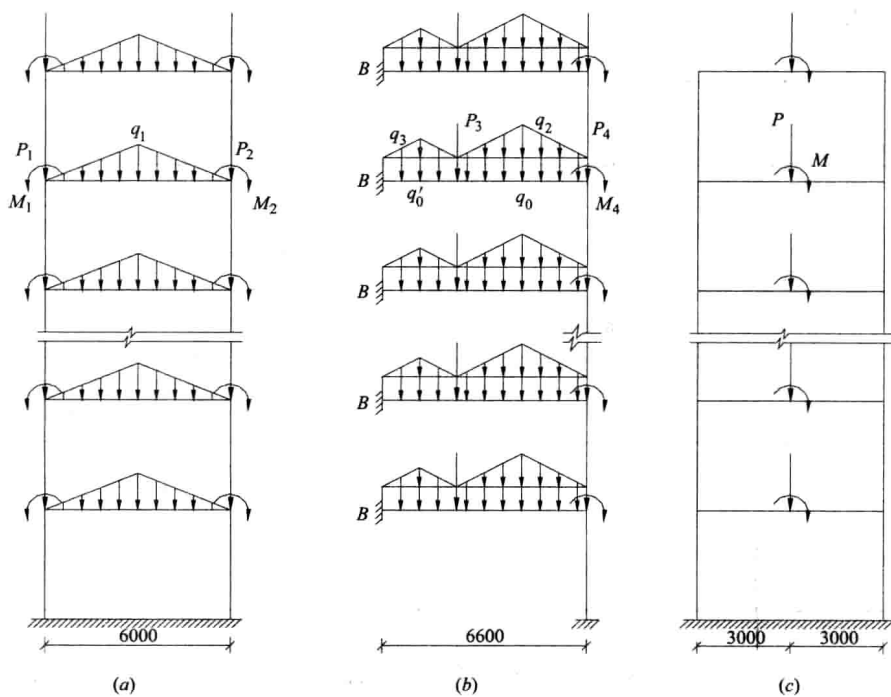 q₁
P₁
P₂
M₁
M₂
6000
(a)
B
B
q₃
P₃
q₂
P₄
q₀′
q₀
M₄
B
B
B
6600
(b)
P
M
3000
3000
(c)